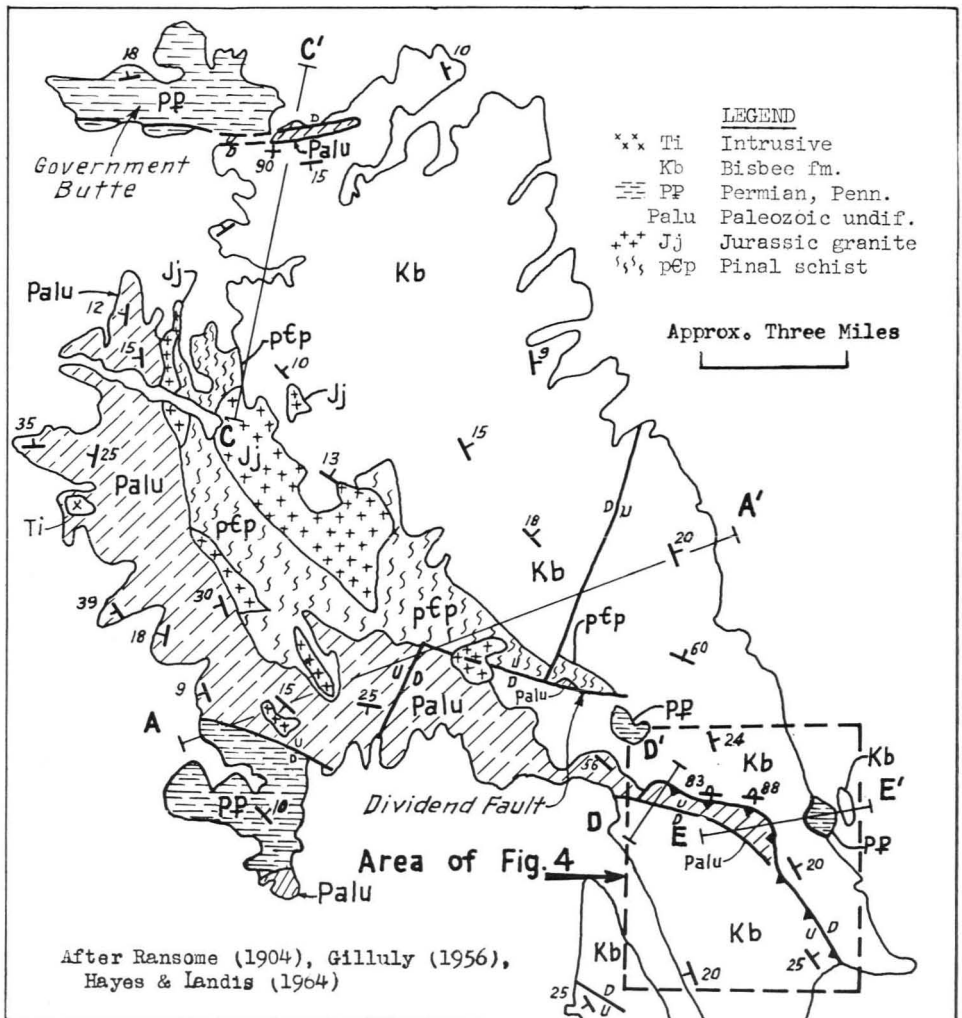 C'
10
18
PP
D
U
D
Palu
90
15
Government
Butte
LEGEND
Ti Intrusive
Kb Bisbee fm.
PP Permian, Penn.
Palu Paleozoic undif.
Jj Jurassic granite
p€p Pinal schist
Approx. Three Miles
Kb
Jj
Palu
12
15
p€p
10
9
Jj
C
Jj
35
25
Palu
13
15
Ti
p€p
18
D U
A'
20
Kb
39
30
18
p€p
p€p
60
U D
U
D
Palu
9
15
25
Palu
A
U
D
PP
D'
24
Kb
Kb
56
83
88
E'
PP
10
Dividend Fault
D
U
D
E
Palu
PP
Area of Fig. 4
20
Palu
Kb
U D
After Ransome (1904), Gilluly (1956),
Hayes & Landis (1964)
Kb
25
D
U
20
25